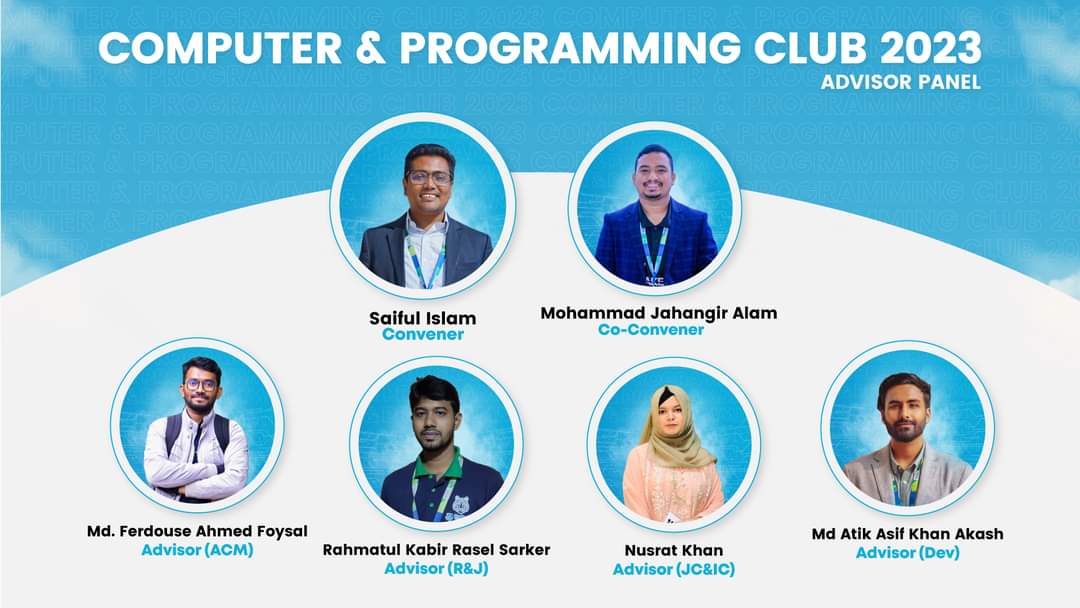 COMPUTER & PROGRAMMING CLUB 2023
ADVISOR PANEL
Saiful Islam
Convener
Mohammad Jahangir Alam
Co-Convener
Md. Ferdouse Ahmed Foysal
Advisor (ACM)
Rahmatul Kabir Rasel Sarker
Advisor (R&J)
Nusrat Khan
Advisor (JC&IC)
Md Atik Asif Khan Akash
Advisor (Dev)